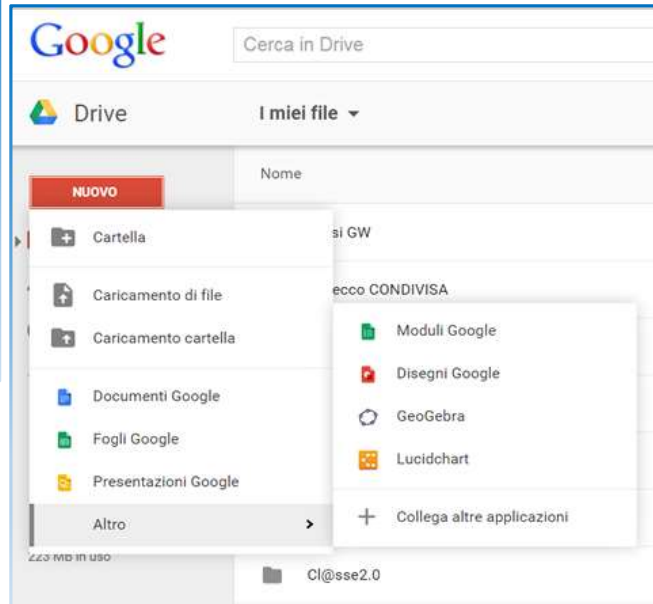 Google
Cerca in Drive
Drive
I miei file
Nome
NUOVO
Cartella
si GW
ecco CONDIVISA
Caricamento di file
Caricamento cartella
Documenti Google
Fogli Google
Presentazioni Google
Altro
Moduli Google
Disegni Google
GeoGebra
Lucidchart
Collega altre applicazioni
223 MB in uso
Cl@sse2.0